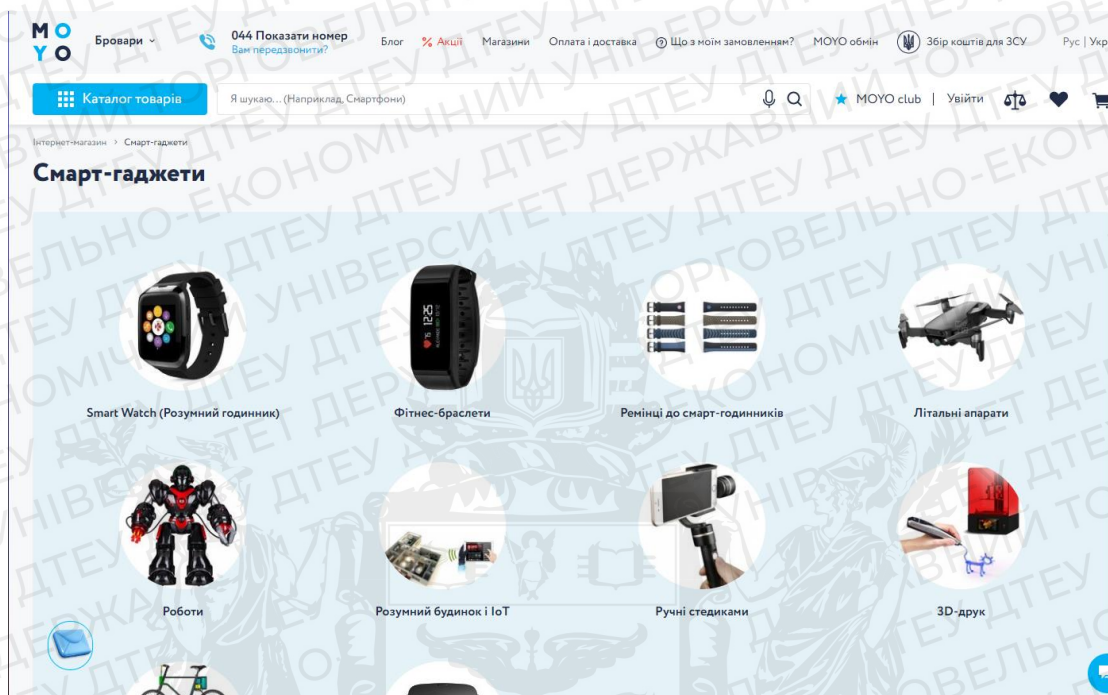 MO
YO
Бровари
044 Показати номер
Вам передзвонити?
Блог
% Акції
Магазини
Оплата і доставка
Що з моїм замовленням?
MOYO обмін
Збір коштів для ЗСУ
Рус | Укр
Каталог товарів
Я шукаю... (Наприклад, Смартфони)
MOYO club | Увійти
Інтернет-магазин > Смарт-гаджети
Смарт-гаджети
Smart Watch (Розумний годинник)
Фітнес-браслети
Ремінці до смарт-годинників
Літальні апарати
Роботи
Розумний будинок і IoT
Ручні стедиками
3D-друк